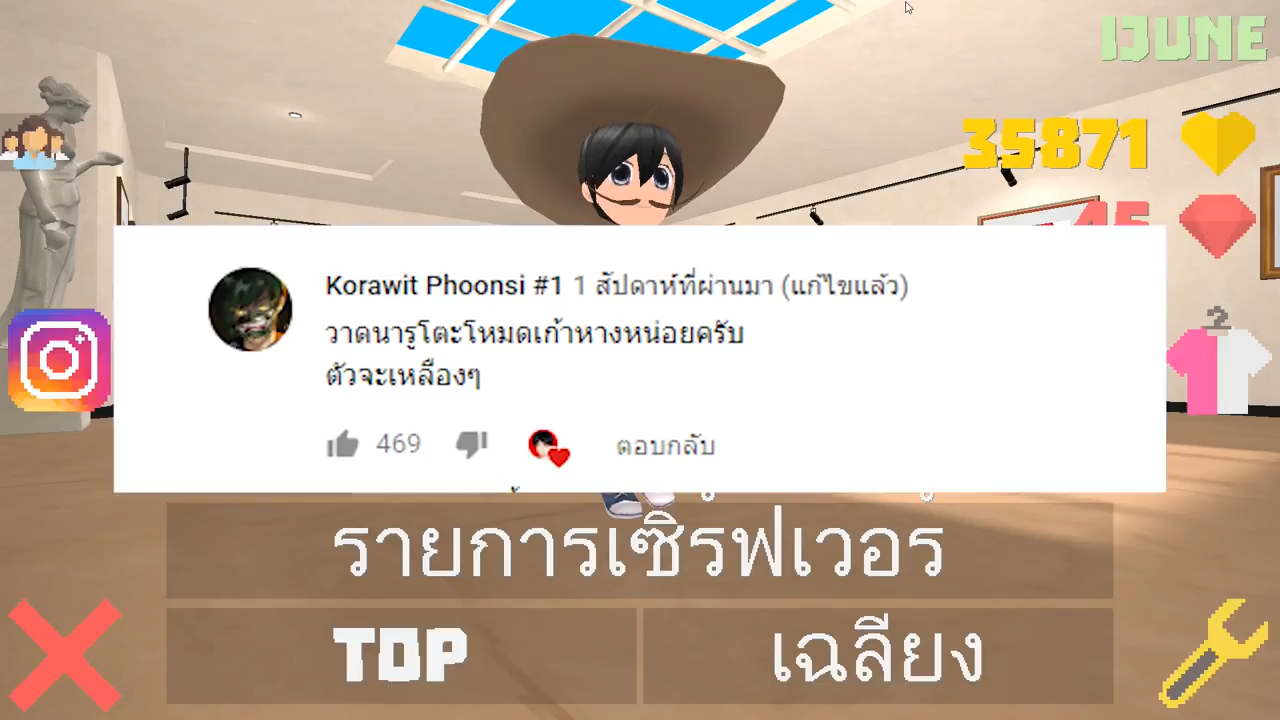 IJUNE
35871
45
Korawit Phoonsi #1 1 สัปดาห์ที่ผ่านมา (แก้ไขแล้ว)
วาดนารูโตะโหมดเก้าหางหน่อยครับ
ตัวจะเหลืองๆ
469 ตอบกลับ
2
รายการเซิร์ฟเวอร์
TOP
เฉลียง